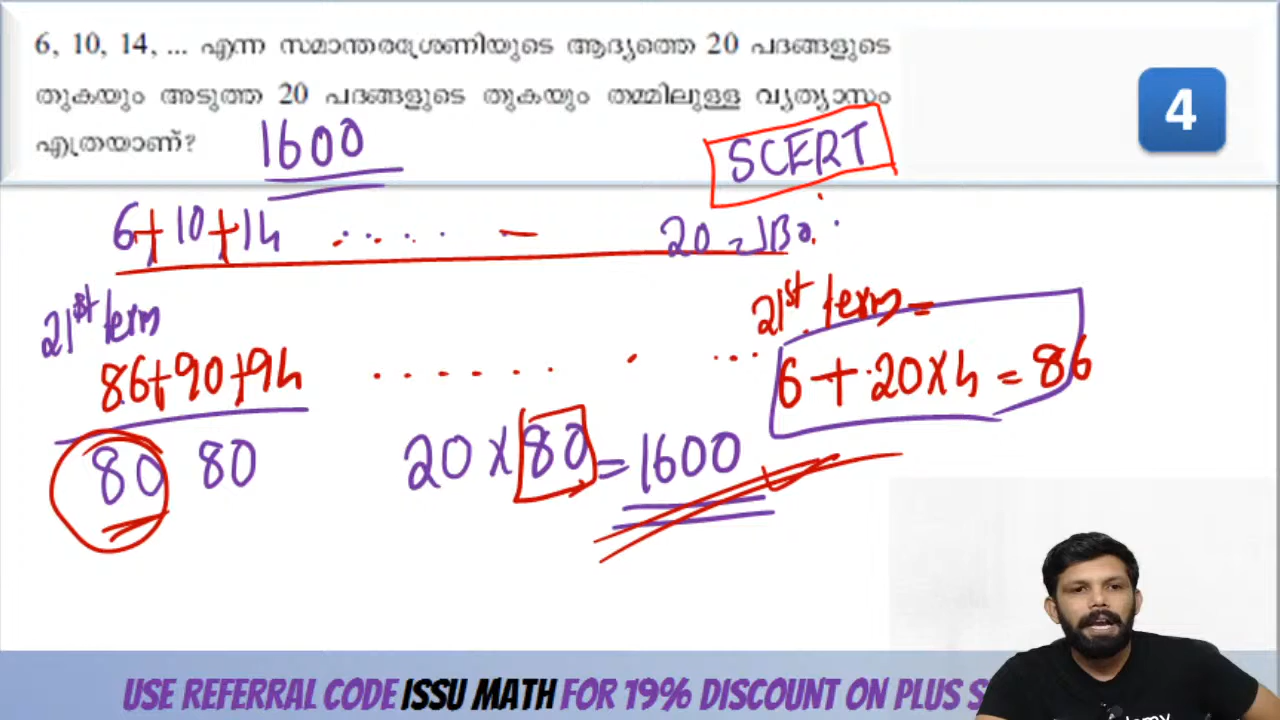 6, 10, 14, ... എന്ന സമാന്തരശ്രേണിയുടെ ആദ്യത്തെ 20 പദങ്ങളുടെ
തുകയും അടുത്ത 20 പദങ്ങളുടെ തുകയും തമ്മിലുള്ള വ്യത്യാസം
എത്രയാണ്?
4
1600
SCERT
6+10+14 ..... - 20 പദം
21st term
86+90+94 ......
21st term =
6+20×4=86
80 80
20×80=1600
USE REFERRAL CODE ISSU MATH FOR 19% DISCOUNT ON PLUS S